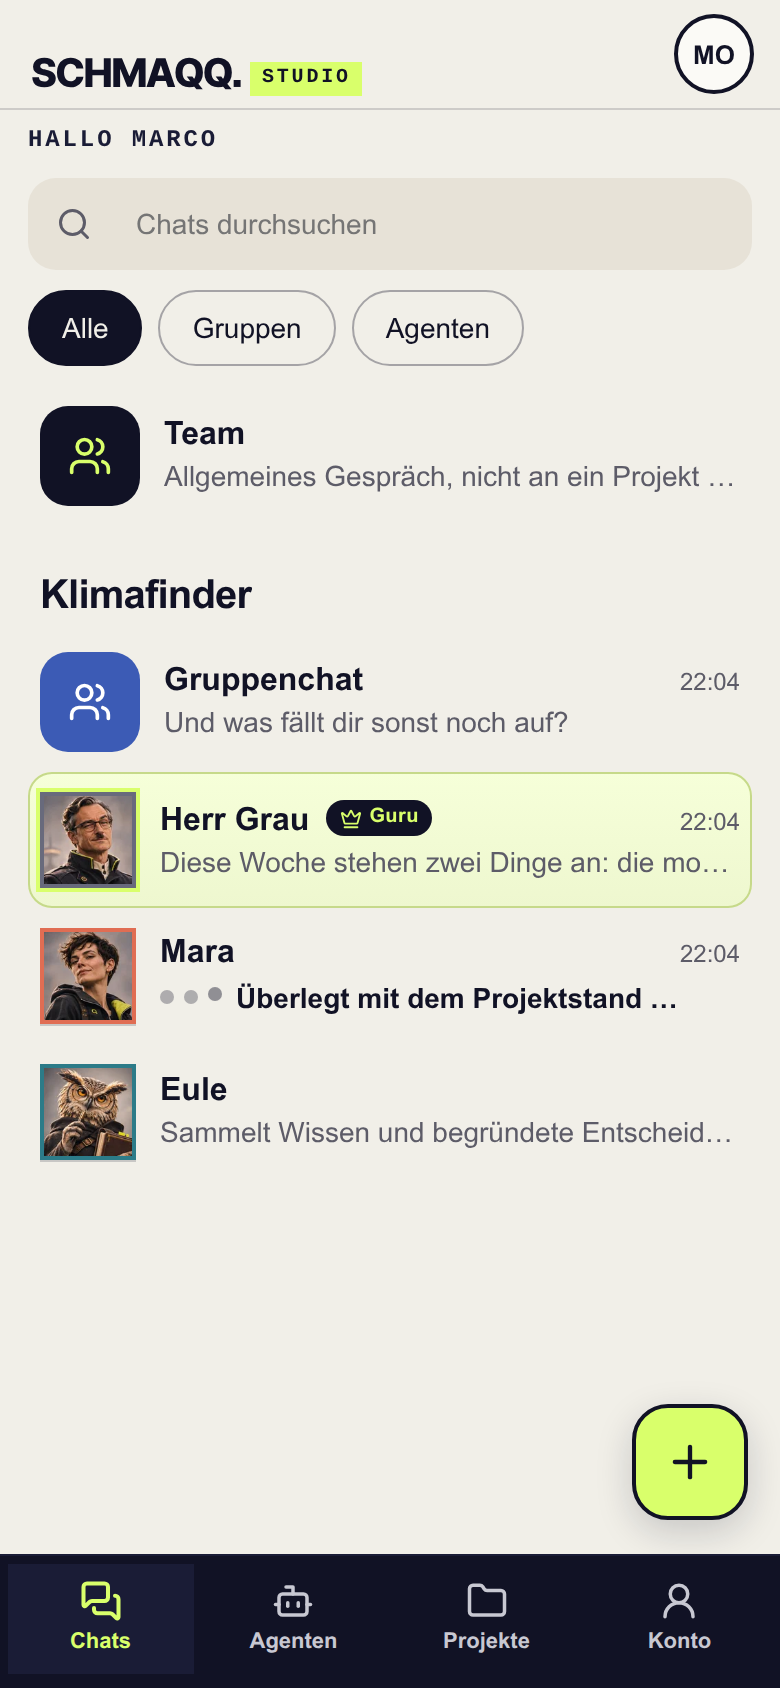 SCHMAQQ. STUDIO
MO
HALLO MARCO
Chats durchsuchen
Alle Gruppen Agenten
Team
Allgemeines Gespräch, nicht an ein Projekt …
Klimafinder
Gruppenchat 22:04
Und was fällt dir sonst noch auf?
Herr Grau Guru 22:04
Diese Woche stehen zwei Dinge an: die mo…
Mara 22:04
Überlegt mit dem Projektstand …
Eule
Sammelt Wissen und begründete Entscheid…
Chats Agenten Projekte Konto